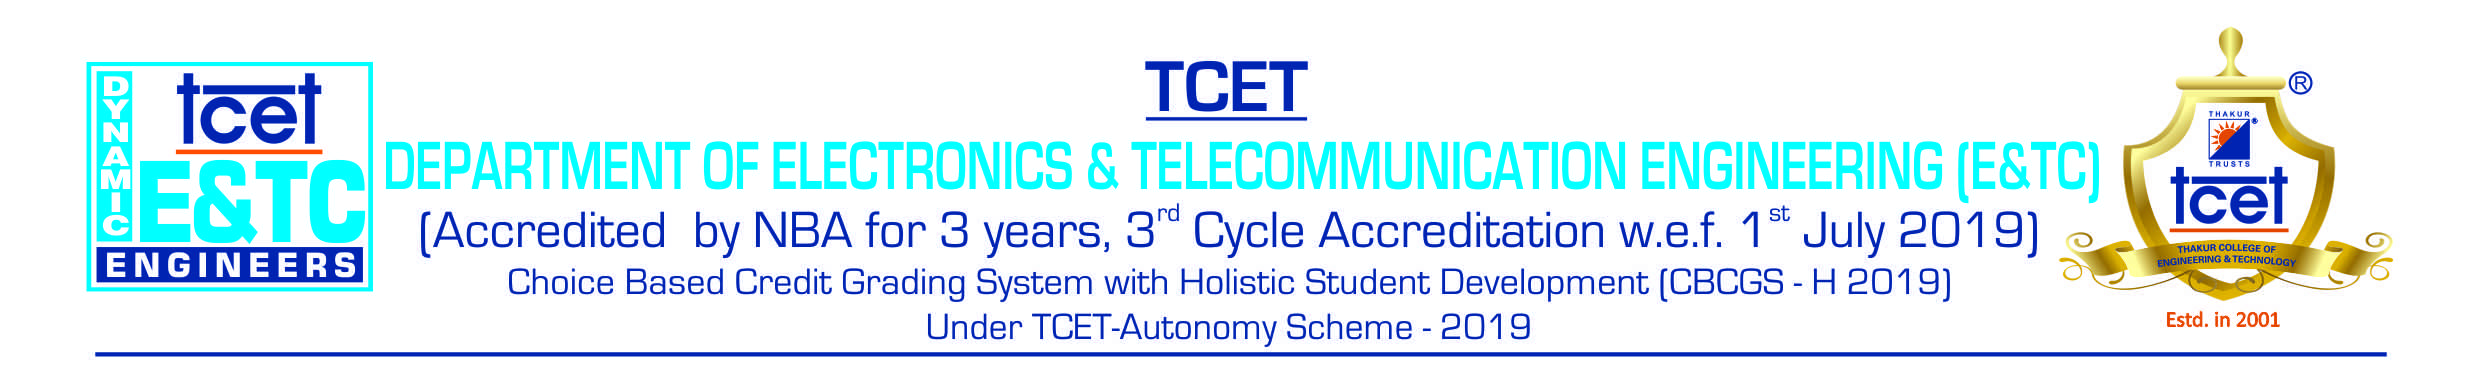 DYNAMIC
tcet
E&TC
ENGINEERS
TCET
DEPARTMENT OF ELECTRONICS & TELECOMMUNICATION ENGINEERING (E&TC)
(Accredited by NBA for 3 years, 3rd Cycle Accreditation w.e.f. 1st July 2019)
Choice Based Credit Grading System with Holistic Student Development (CBCGS - H 2019)
Under TCET-Autonomy Scheme - 2019
®
THAKUR
®
TRUSTS
tcet
THAKUR COLLEGE OF
ENGINEERING & TECHNOLOGY
Estd. in 2001